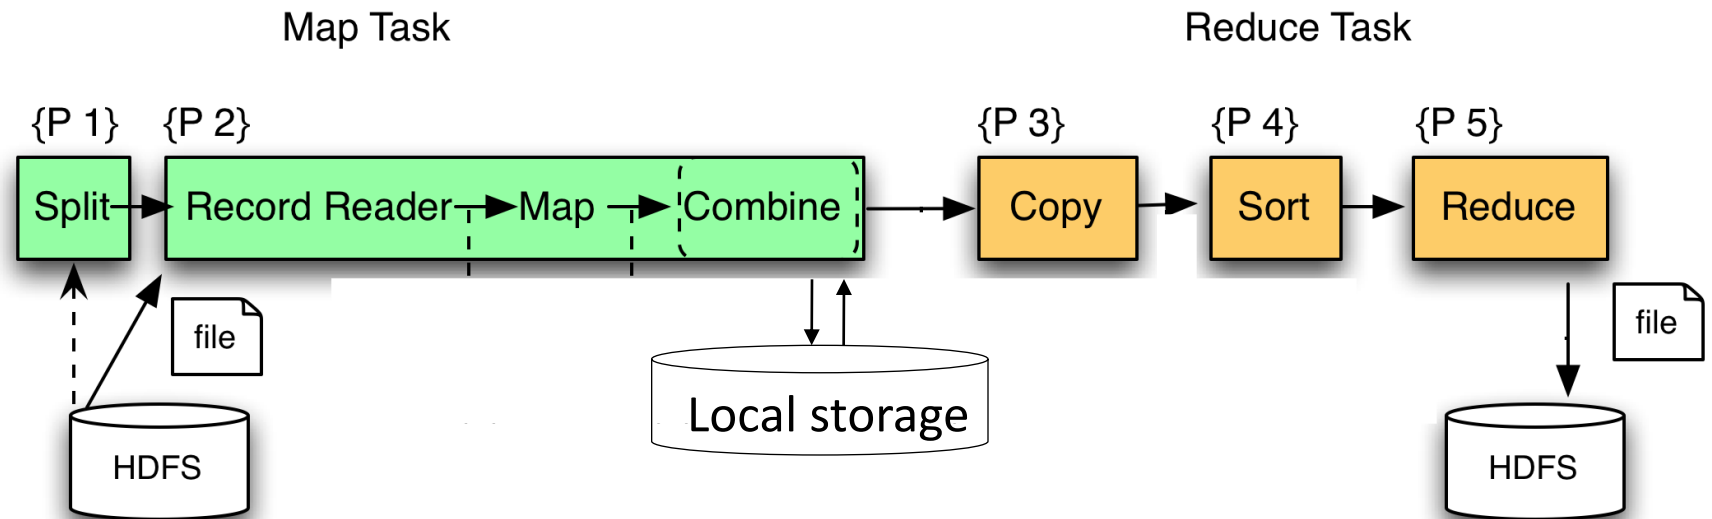 Map Task
Reduce Task
{P 1}
{P 2}
{P 3}
{P 4}
{P 5}
Split
Record Reader
Map
Combine
Copy
Sort
Reduce
file
file
Local storage
HDFS
HDFS